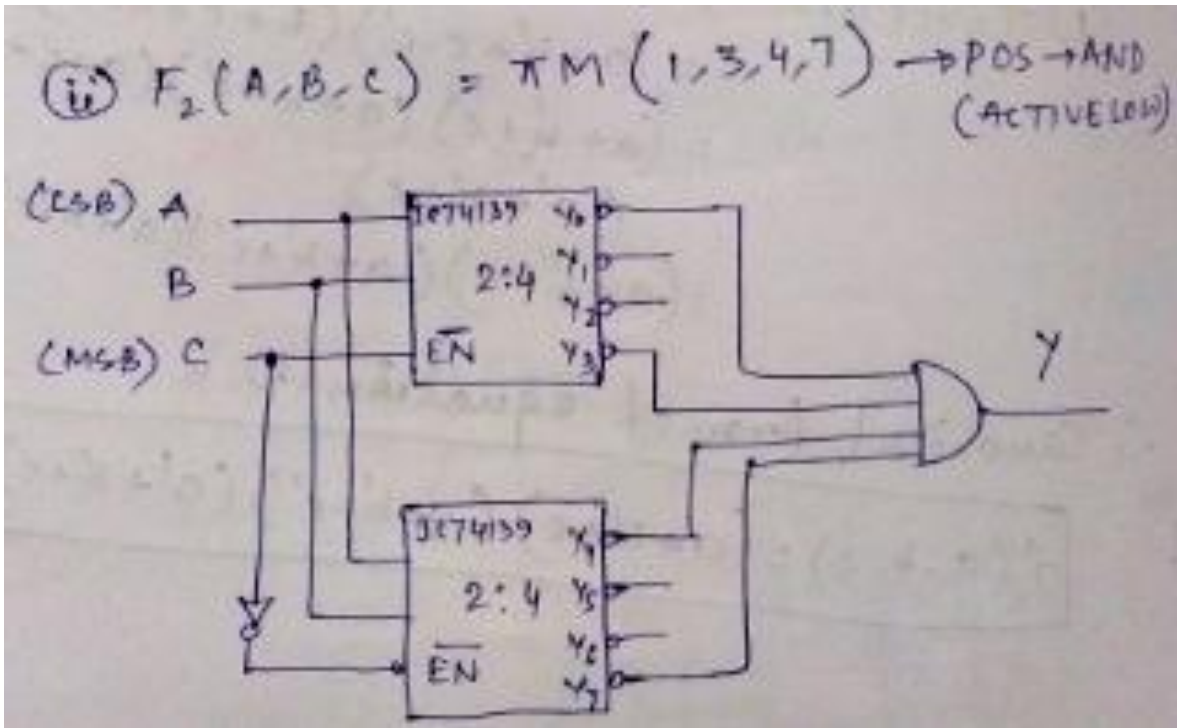 (ii) F₂(A,B,C) = πM (1,3,4,7) → POS → AND
(ACTIVE LOW)
(LSB) A
B
(MSB) C
IC74139
2:4
EN̅
Y₀
Y₁
Y₂
Y₃
Y
IC74139
2:4
EN̅
Y₄
Y₅
Y₆
Y₇